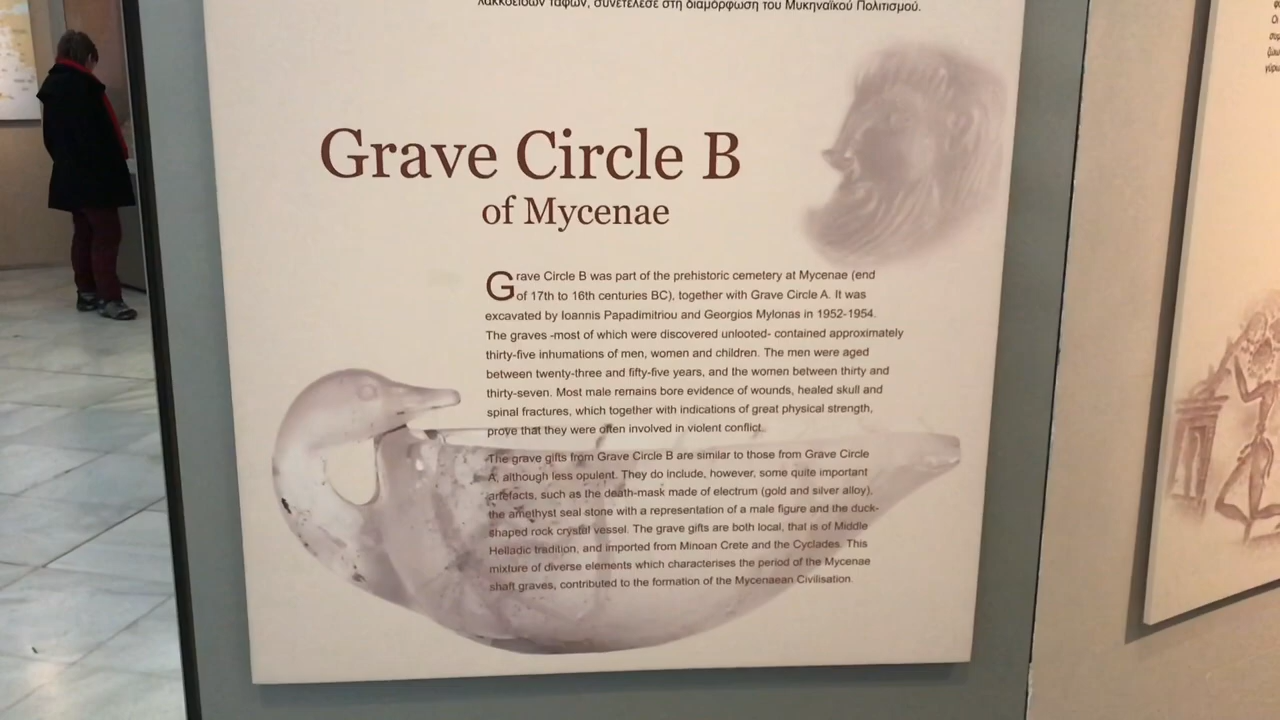 λακκοειδών τάφων, συνετέλεσε στη διαμόρφωση του Μυκηναϊκού Πολιτισμού.
Grave Circle B
of Mycenae
Grave Circle B was part of the prehistoric cemetery at Mycenae (end
of 17th to 16th centuries BC), together with Grave Circle A. It was
excavated by Ioannis Papadimitriou and Georgios Mylonas in 1952-1954.
The graves -most of which were discovered unlooted- contained approximately
thirty-five inhumations of men, women and children. The men were aged
between twenty-three and fifty-five years, and the women between thirty and
thirty-seven. Most male remains bore evidence of wounds, healed skull and
spinal fractures, which together with indications of great physical strength,
prove that they were often involved in violent conflict.
The grave gifts from Grave Circle B are similar to those from Grave Circle
A, although less opulent. They do include, however, some quite important
artefacts, such as the death-mask made of electrum (gold and silver alloy),
the amethyst seal stone with a representation of a male figure and the duck-
shaped rock crystal vessel. The grave gifts are both local, that is of Middle
Helladic tradition, and imported from Minoan Crete and the Cyclades. This
mixture of diverse elements which characterises the period of the Mycenae
shaft graves, contributed to the formation of the Mycenaean Civilisation.